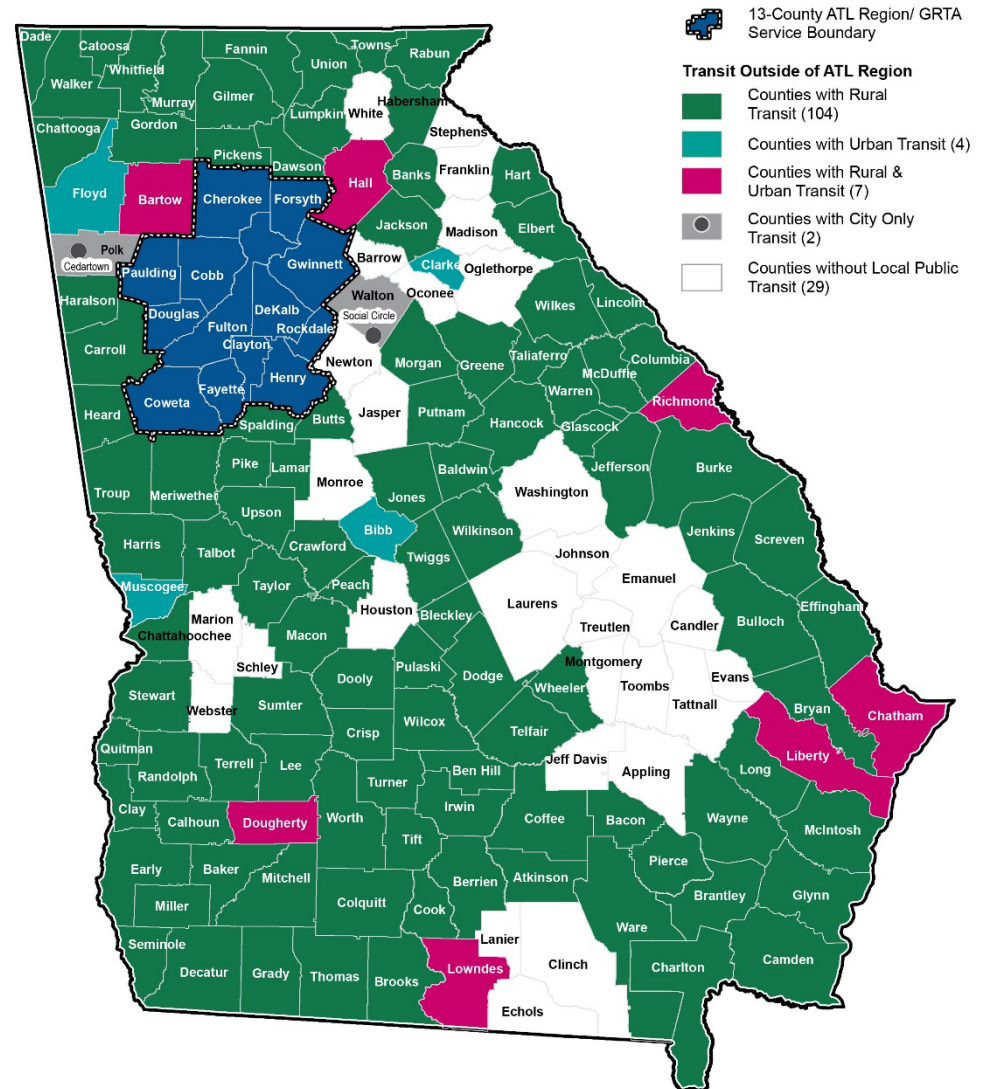 13-County ATL Region/ GRTA
Service Boundary
Transit Outside of ATL Region
Counties with Rural
Transit (104)
Counties with Urban Transit (4)
Counties with Rural &
Urban Transit (7)
Counties with City Only
Transit (2)
Counties without Local Public
Transit (29)
Dade
Catoosa
Whitfield
Walker
Murray
Fannin
Gilmer
Union
Towns
Rabun
Lumpkin
White
Habersham
Stephens
Chattooga
Gordon
Pickens
Dawson
Hall
Banks
Franklin
Hart
Floyd
Bartow
Cherokee
Forsyth
Jackson
Madison
Elbert
Polk
Cedartown
Paulding
Cobb
Gwinnett
Barrow
Clarke
Oglethorpe
Oconee
Haralson
Douglas
Fulton
DeKalb
Rockdale
Clayton
Walton
Social Circle
Wilkes
Lincoln
Carroll
Newton
Morgan
Greene
Taliaferro
Columbia
McDuffie
Warren
Heard
Coweta
Fayette
Henry
Spalding
Butts
Jasper
Putnam
Hancock
Glascock
Richmond
Troup
Meriwether
Pike
Lamar
Monroe
Jones
Baldwin
Washington
Jefferson
Burke
Upson
Bibb
Wilkinson
Jenkins
Screven
Harris
Talbot
Crawford
Twiggs
Johnson
Emanuel
Muscogee
Taylor
Peach
Houston
Bleckley
Laurens
Treutlen
Candler
Bulloch
Effingham
Marion
Chattahoochee
Macon
Schley
Pulaski
Dodge
Montgomery
Wheeler
Toombs
Evans
Tattnall
Bryan
Chatham
Stewart
Webster
Sumter
Dooly
Wilcox
Telfair
Liberty
Crisp
Quitman
Randolph
Terrell
Lee
Turner
Ben Hill
Jeff Davis
Appling
Long
Clay
Calhoun
Dougherty
Worth
Irwin
Coffee
Bacon
Wayne
McIntosh
Tift
Early
Baker
Mitchell
Pierce
Miller
Colquitt
Berrien
Atkinson
Brantley
Glynn
Cook
Ware
Seminole
Decatur
Grady
Thomas
Brooks
Lanier
Lowndes
Clinch
Echols
Charlton
Camden